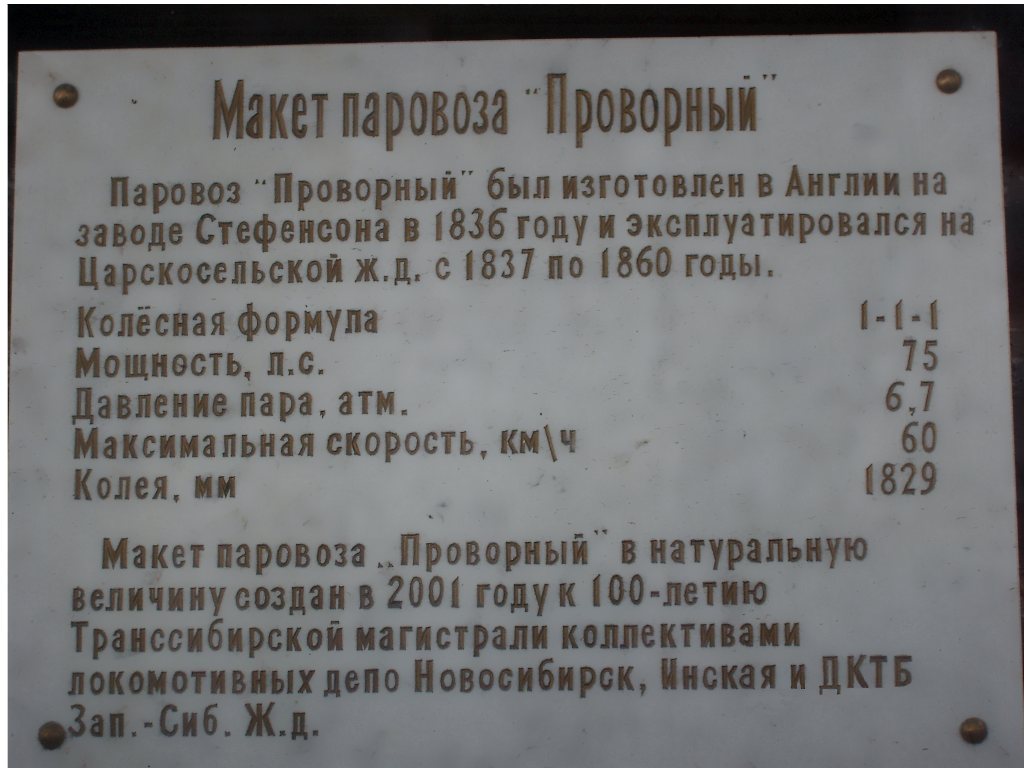 Макет паровоза "Проворный"
Паровоз "Проворный" был изготовлен в Англии на
заводе Стефенсона в 1836 году и эксплуатировался на
Царскосельской ж.д. с 1837 по 1860 годы.
Колёсная формула 1-1-1
Мощность, л.с. 75
Давление пара, атм. 6,7
Максимальная скорость, км\ч 60
Колея, мм 1829
Макет паровоза „Проворный" в натуральную
величину создан в 2001 году к 100-летию
Транссибирской магистрали коллективами
локомотивных депо Новосибирск, Инская и ДКТБ
Зап.-Сиб. Ж.д.